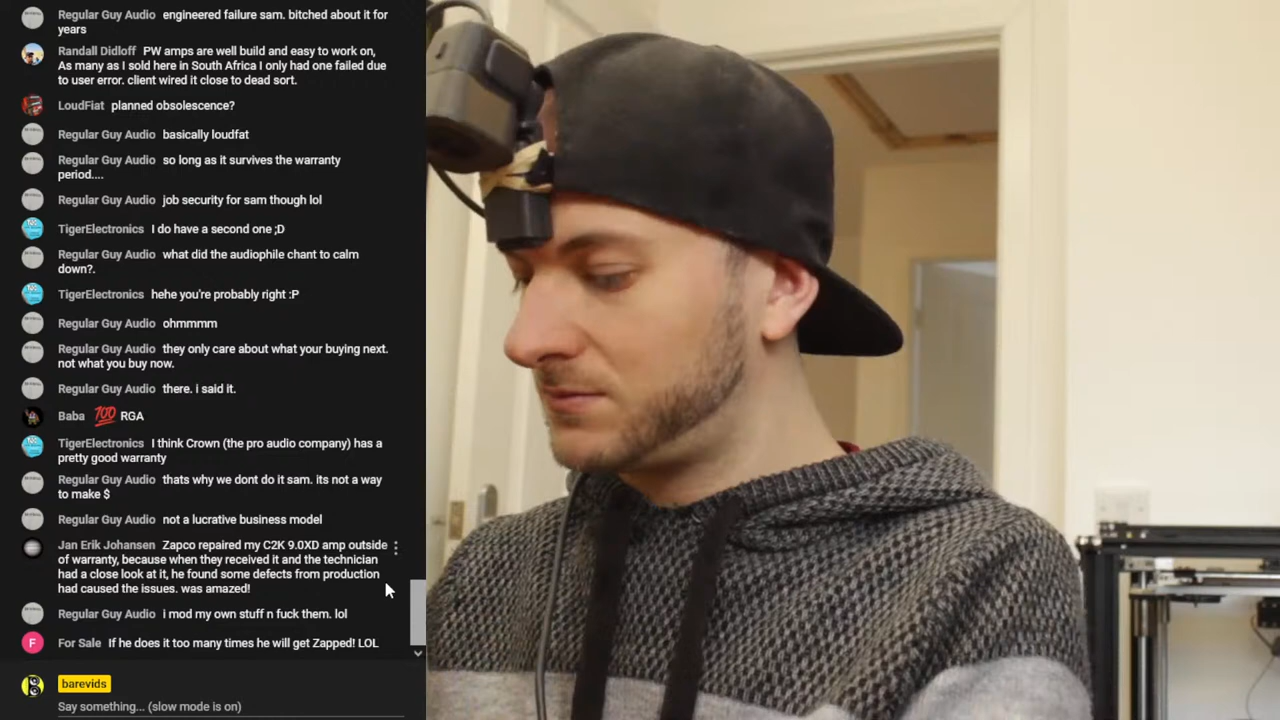 Regular Guy Audio engineered failure sam. bitched about it for
years
Randall Didloff PW amps are well build and easy to work on,
As many as I sold here in South Africa I only had one failed due
to user error. client wired it close to dead sort.
LoudFiat planned obsolescence?
Regular Guy Audio basically loudfat
Regular Guy Audio so long as it survives the warranty
period....
Regular Guy Audio job security for sam though lol
TigerElectronics I do have a second one ;D
Regular Guy Audio what did the audiophile chant to calm
down?.
TigerElectronics hehe you're probably right :P
Regular Guy Audio ohmmmm
Regular Guy Audio they only care about what your buying next.
not what you buy now.
Regular Guy Audio there. i said it.
Baba 💯 RGA
TigerElectronics I think Crown (the pro audio company) has a
pretty good warranty
Regular Guy Audio thats why we dont do it sam. its not a way
to make $
Regular Guy Audio not a lucrative business model
Jan Erik Johansen Zapco repaired my C2K 9.0XD amp outside
of warranty, because when they received it and the technician
had a close look at it, he found some defects from production
had caused the issues. was amazed!
Regular Guy Audio i mod my own stuff n fuck them. lol
F For Sale If he does it too many times he will get Zapped! LOL
barevids
Say something... (slow mode is on)